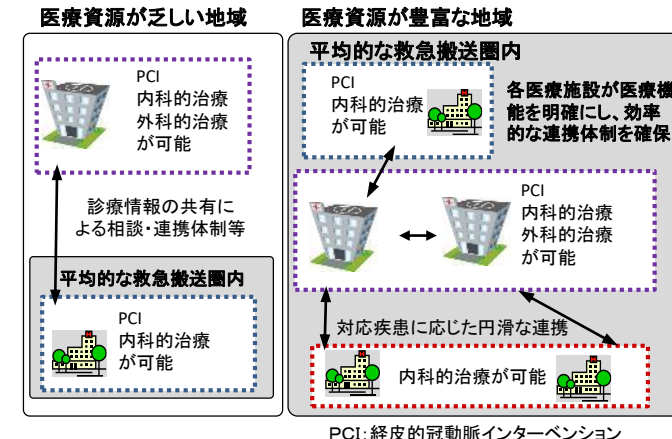 医療資源が乏しい地域
PCI
内科的治療
外科的治療
が可能
診療情報の共有に
よる相談・連携体制等
平均的な救急搬送圏内
PCI
内科的治療
が可能
医療資源が豊富な地域
平均的な救急搬送圏内
PCI
内科的治療
が可能
各医療施設が医療機
能を明確にし、効率
的な連携体制を確保
PCI
内科的治療
外科的治療
が可能
対応疾患に応じた円滑な連携
内科的治療が可能
PCI:経皮的冠動脈インターベンション